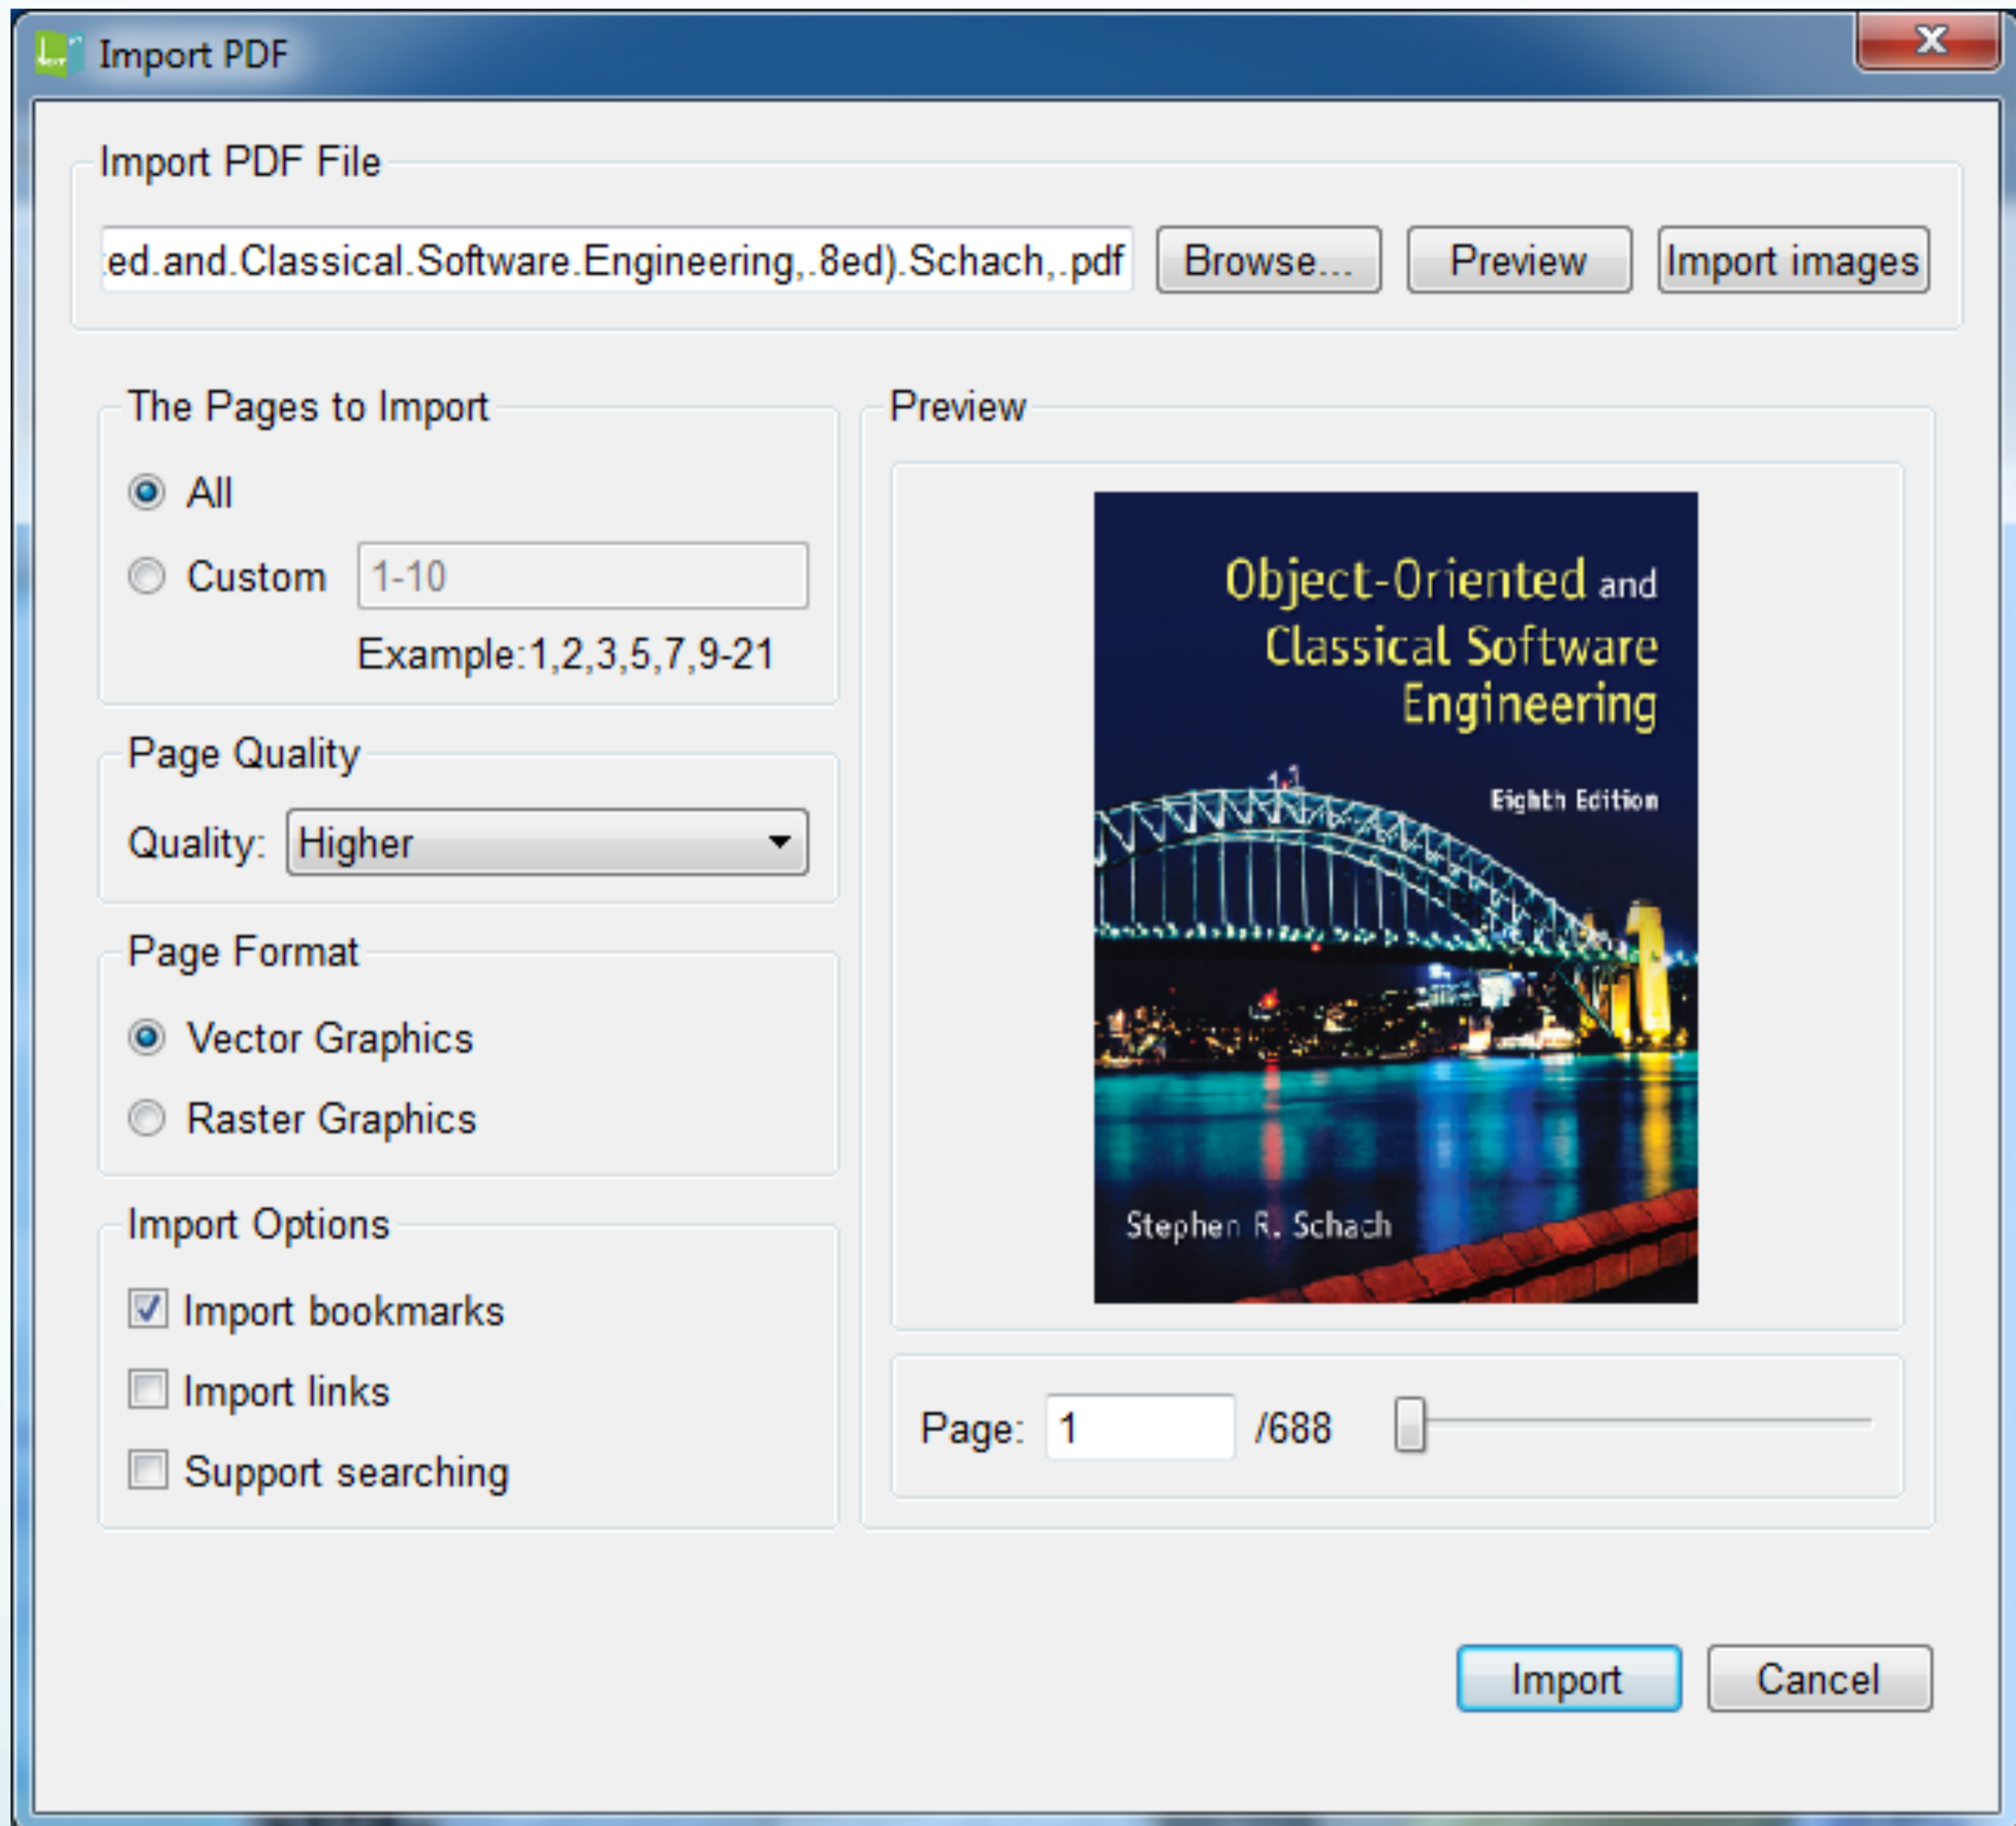 Import PDF
Import PDF File
ed.and.Classical.Software.Engineering,.8ed).Schach,.pdf Browse... Preview Import images
The Pages to Import
All
Custom 1-10
Example:1,2,3,5,7,9-21
Page Quality
Quality: Higher
Page Format
Vector Graphics
Raster Graphics
Import Options
Import bookmarks
Import links
Support searching
Preview
Object-Oriented and
Classical Software
Engineering
Eighth Edition
Stephen R. Schach
Page: 1 /688
Import Cancel